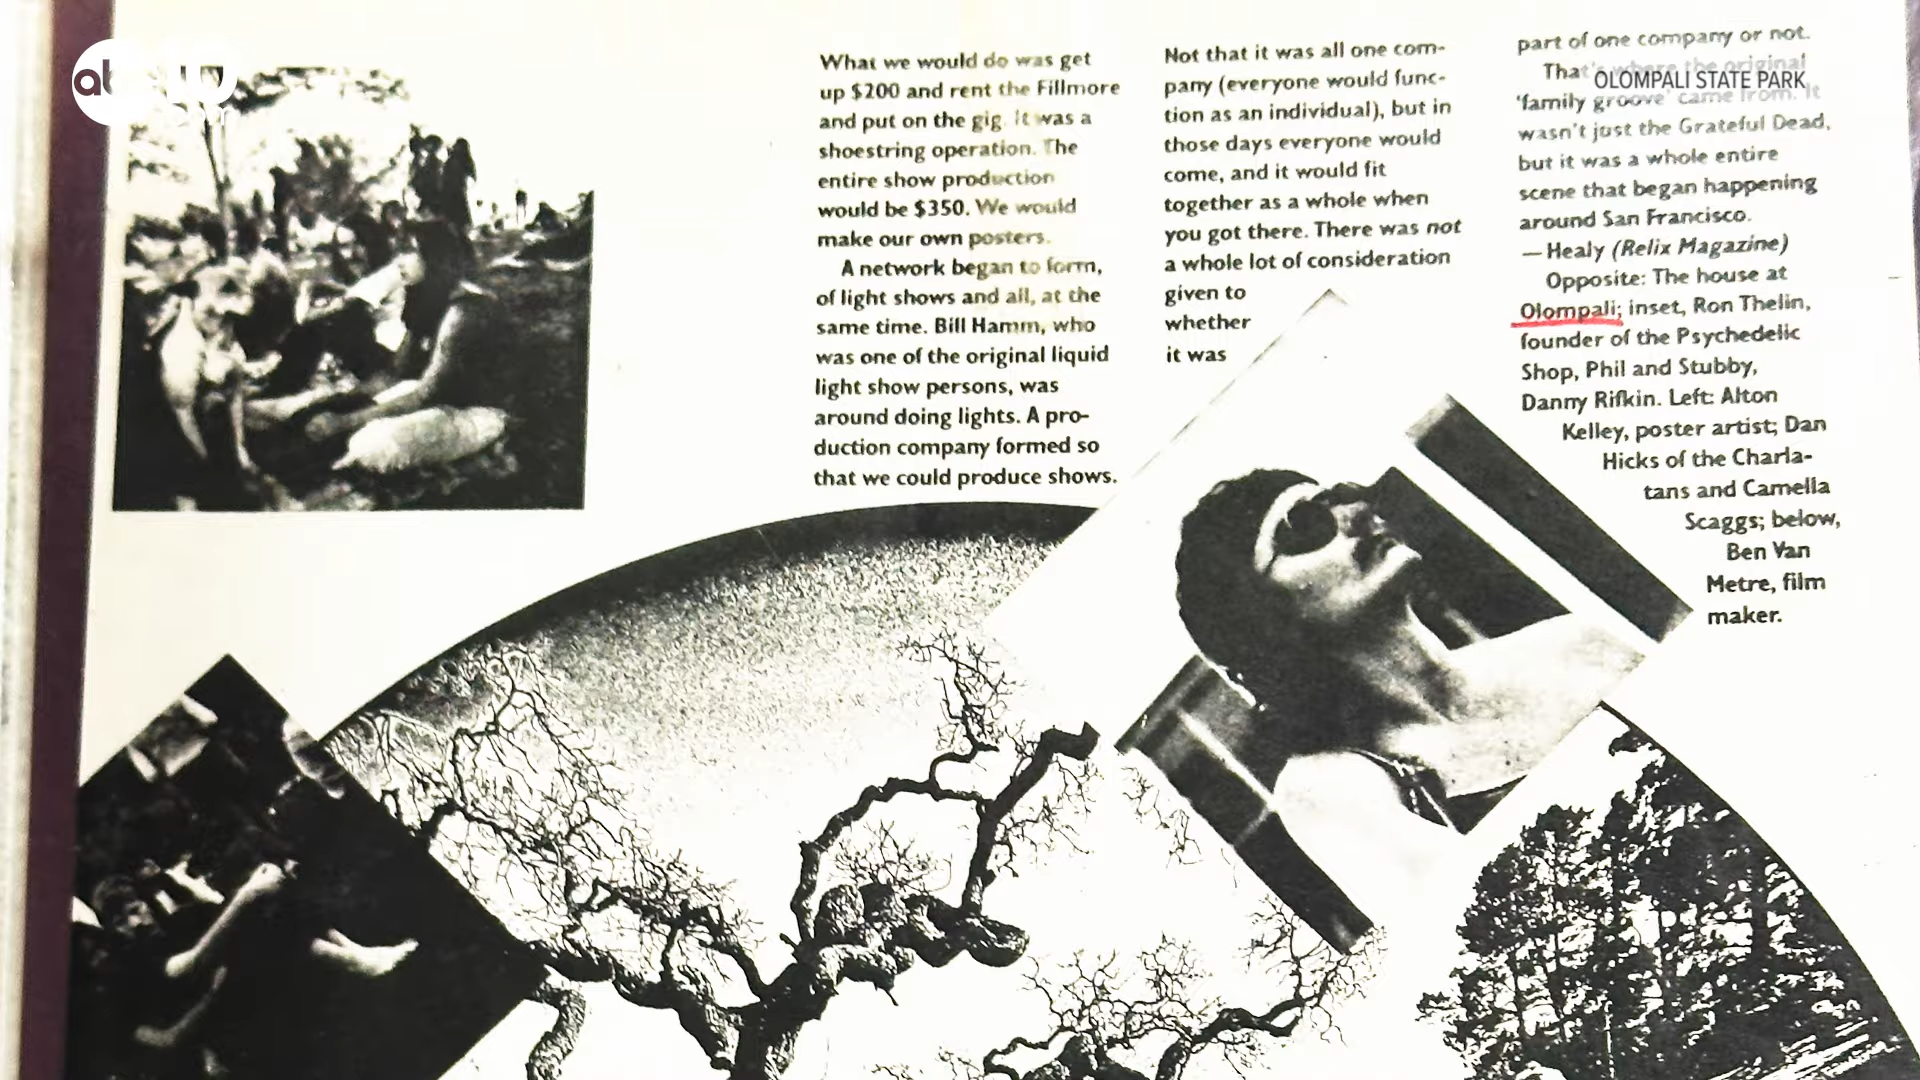 What we would do was get
up $200 and rent the Fillmore
and put on the gig. It was a
shoestring operation. The
entire show production
would be $350. We would
make our own posters.
A network began to form,
of light shows and all, at the
same time. Bill Hamm, who
was one of the original liquid
light show persons, was
around doing lights. A pro-
duction company formed so
that we could produce shows.
Not that it was all one com-
pany (everyone would func-
tion as an individual), but in
those days everyone would
come, and it would fit
together as a whole when
you got there. There was not
a whole lot of consideration
given to
whether
it was
part of one company or not.
That's where the original
OLOMPALI STATE PARK
'family groove' came from. It
wasn't just the Grateful Dead,
but it was a whole entire
scene that began happening
around San Francisco.
—Healy (Relix Magazine)
Opposite: The house at
Olompali; inset, Ron Thelin,
founder of the Psychedelic
Shop, Phil and Stubby,
Danny Rifkin. Left: Alton
Kelley, poster artist; Dan
Hicks of the Charla-
tans and Camella
Scaggs; below,
Ben Van
Metre, film
maker.